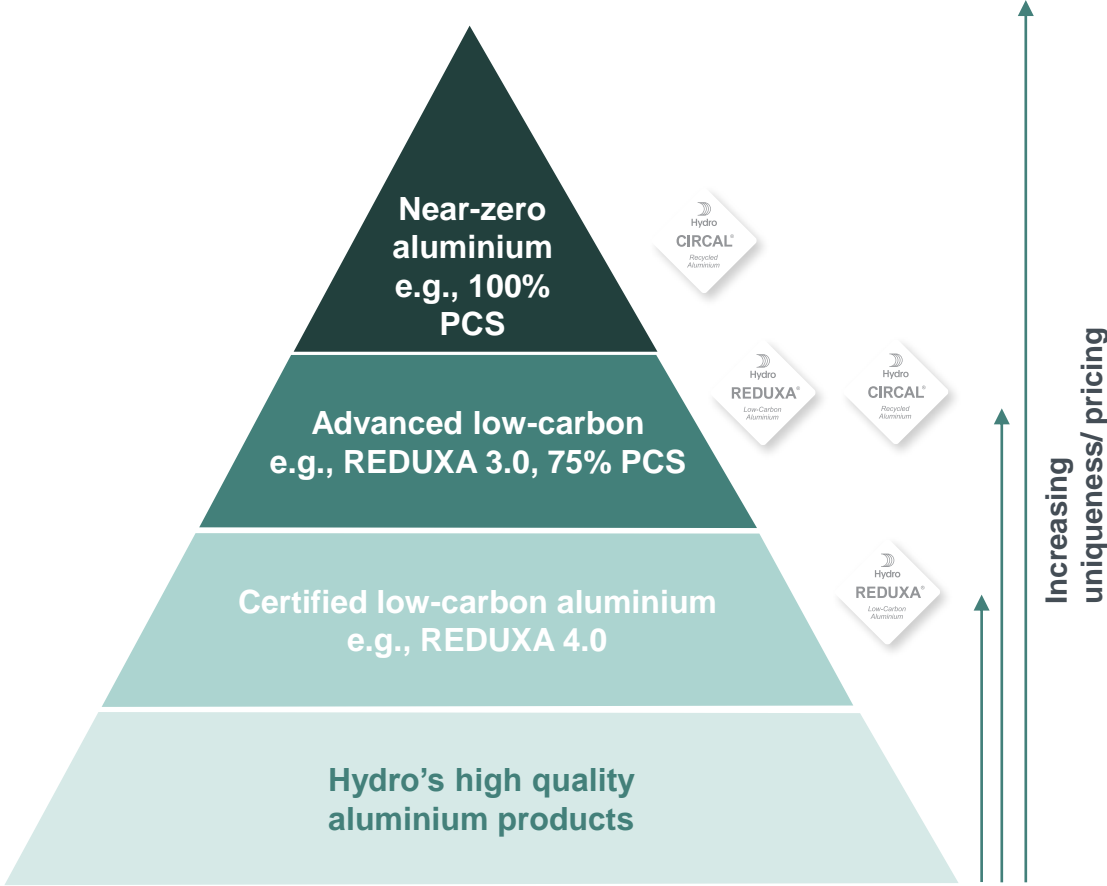 Near-zero
aluminium
e.g., 100%
PCS
Hydro
CIRCAL®
Recycled
Aluminium
Advanced low-carbon
e.g., REDUXA 3.0, 75% PCS
Hydro
REDUXA®
Low-Carbon
Aluminium
Hydro
CIRCAL®
Recycled
Aluminium
Certified low-carbon aluminium
e.g., REDUXA 4.0
Hydro
REDUXA®
Low-Carbon
Aluminium
Hydro’s high quality
aluminium products
Increasing
uniqueness/ pricing